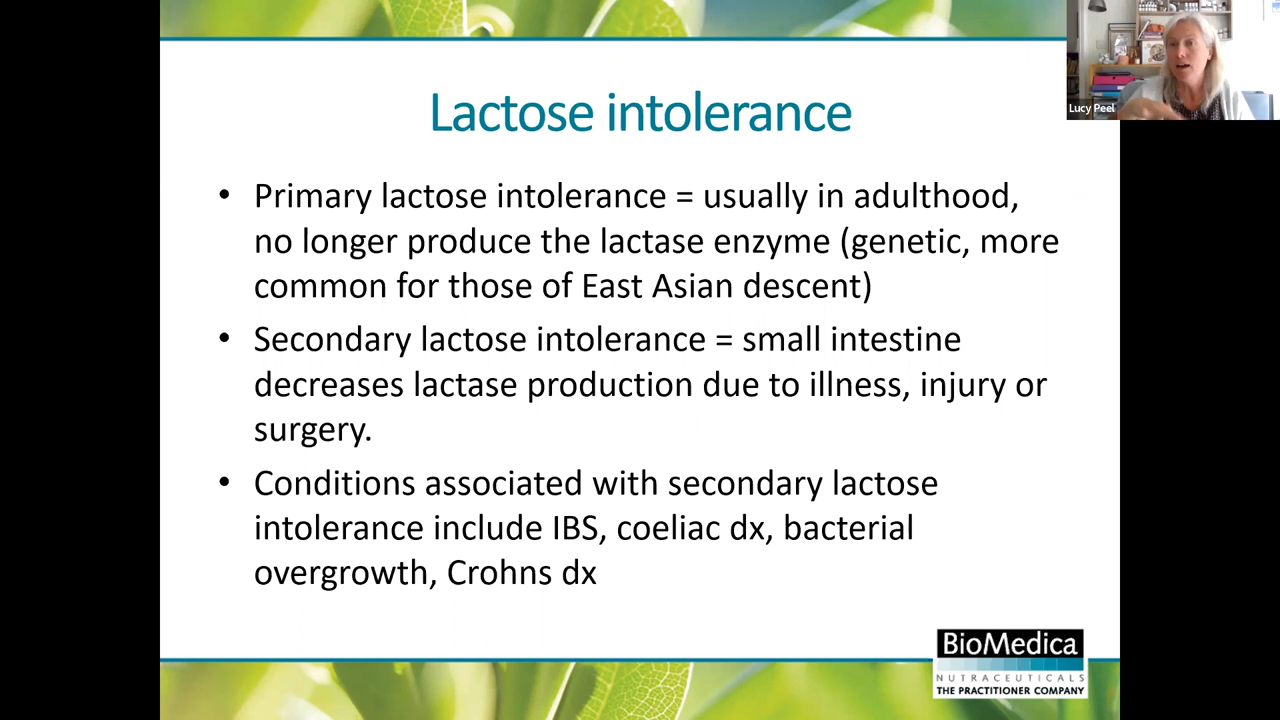 Lucy Peel
Lactose intolerance
• Primary lactose intolerance = usually in adulthood,
no longer produce the lactase enzyme (genetic, more
common for those of East Asian descent)
• Secondary lactose intolerance = small intestine
decreases lactase production due to illness, injury or
surgery.
• Conditions associated with secondary lactose
intolerance include IBS, coeliac dx, bacterial
overgrowth, Crohns dx
BioMedica
NUTRACEUTICALS
THE PRACTITIONER COMPANY